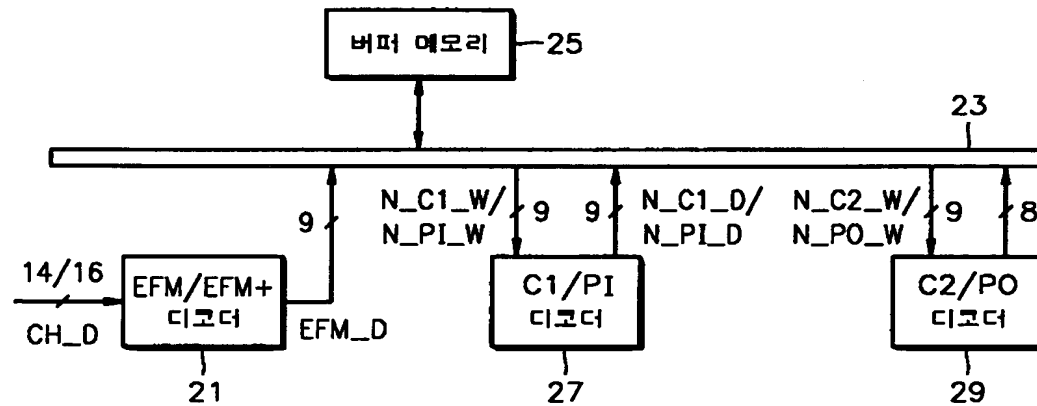 버퍼 메모리
25
23
9
N_C1_W/
N_PI_W
9
9
N_C1_D/
N_PI_D
N_C2_W/
N_PO_W
9
8
14/16
CH_D
EFM/EFM+
디코더
EFM_D
C1/PI
디코더
C2/PO
디코더
21
27
29